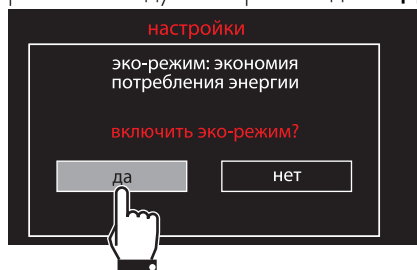 настройки
эко-режим: экономия
потребления энергии
включить эко-режим?
да
нет